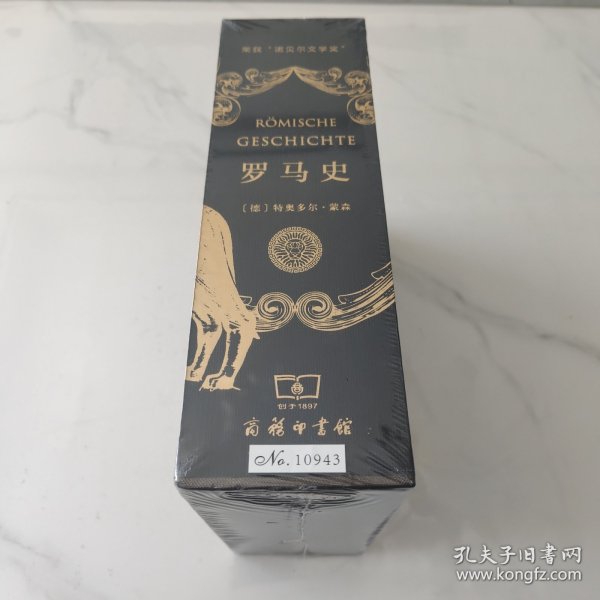 荣获“诺贝尔文学奖”
RÖMISCHE
GESCHICHTE
罗马史
〔德〕特奥多尔·蒙森
创于1897
商务印書館
No. 10943
孔夫子旧書网
www.kongfz.com